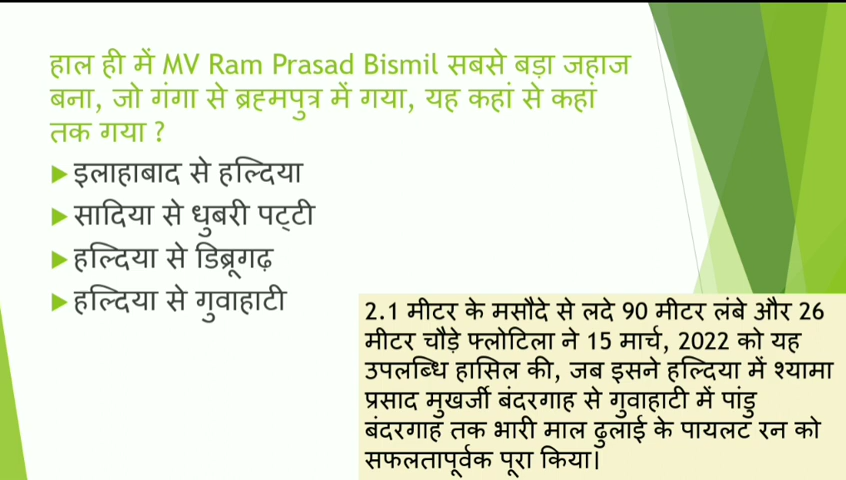 हाल ही में MV Ram Prasad Bismil सबसे बड़ा जहाज
बना, जो गंगा से ब्रह्मपुत्र में गया, यह कहां से कहां
तक गया ?
इलाहाबाद से हल्दिया
सादिया से धुबरी पट्टी
हल्दिया से डिब्रूगढ़
हल्दिया से गुवाहाटी
2.1 मीटर के मसौदे से लदे 90 मीटर लंबे और 26
मीटर चौड़े फ्लोटिला ने 15 मार्च, 2022 को यह
उपलब्धि हासिल की, जब इसने हल्दिया में श्यामा
प्रसाद मुखर्जी बंदरगाह से गुवाहाटी में पांडु
बंदरगाह तक भारी माल ढुलाई के पायलट रन को
सफलतापूर्वक पूरा किया।